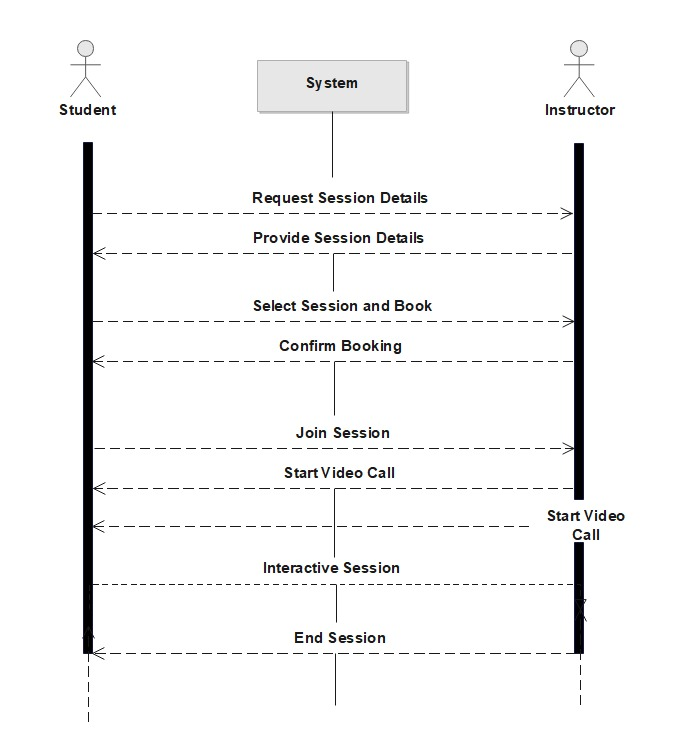 System
Student
Instructor
Request Session Details
Provide Session Details
Select Session and Book
Confirm Booking
Join Session
Start Video Call
Start Video
Call
Interactive Session
End Session